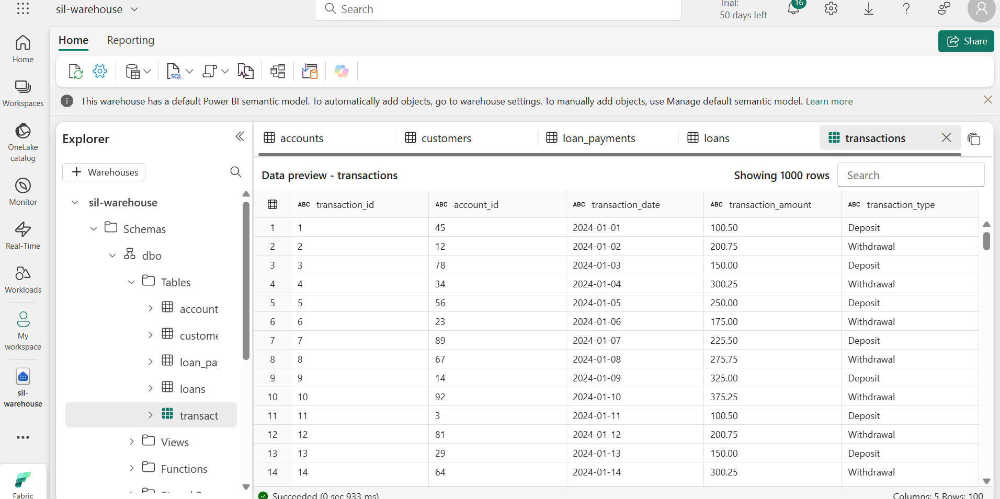 sil-warehouse
Search
Trial:
50 days left
16
Home
Workspaces
OneLake
catalog
Monitor
Real-Time
Workloads
My
workspace
sil-
warehouse
Fabric
Home Reporting
Share
SQL
This warehouse has a default Power BI semantic model. To automatically add objects, go to warehouse settings. To manually add objects, use Manage default semantic model. Learn more
Explorer
+ Warehouses
sil-warehouse
Schemas
dbo
Tables
account
custome
loan_pay
loans
transact
Views
Functions
accounts customers loan_payments loans transactions
Data preview - transactions Showing 1000 rows Search
ABC transaction_id ABC account_id ABC transaction_date ABC transaction_amount ABC transaction_type
1 1 45 2024-01-01 100.50 Deposit
2 2 12 2024-01-02 200.75 Withdrawal
3 3 78 2024-01-03 150.00 Deposit
4 4 34 2024-01-04 300.25 Withdrawal
5 5 56 2024-01-05 250.00 Deposit
6 6 23 2024-01-06 175.00 Withdrawal
7 7 89 2024-01-07 225.50 Deposit
8 8 67 2024-01-08 275.75 Withdrawal
9 9 14 2024-01-09 325.00 Deposit
10 10 92 2024-01-10 375.25 Withdrawal
11 11 3 2024-01-11 100.50 Deposit
12 12 81 2024-01-12 200.75 Withdrawal
13 13 29 2024-01-13 150.00 Deposit
14 14 64 2024-01-14 300.25 Withdrawal
Succeeded (0 sec 933 ms) Columns: 5 Rows: 100